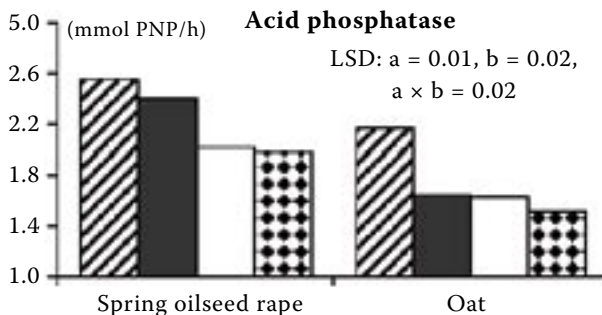 Acid phosphatase
(mmol PNP/h)
LSD: a = 0.01, b = 0.02,
a × b = 0.02
5.0
2.6
2.2
1.8
1.4
1.0
Spring oilseed rape
Oat